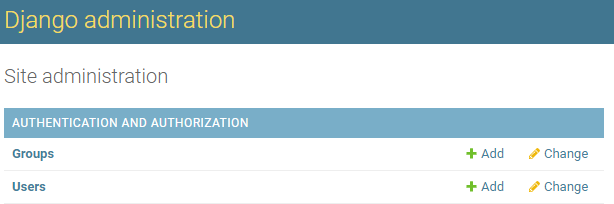 Django administration
Site administration
AUTHENTICATION AND AUTHORIZATION
Groups Add Change
Users Add Change